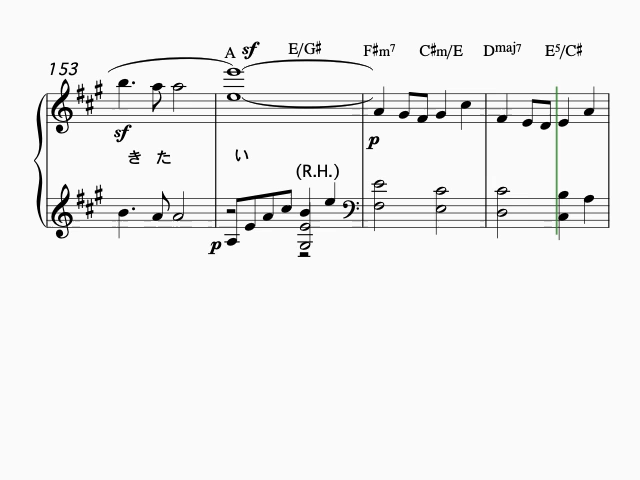 A sf E/G♯ F♯m7 C♯m/E Dmaj7 E5/C♯
153
sf p
き た い
(R.H.)
p